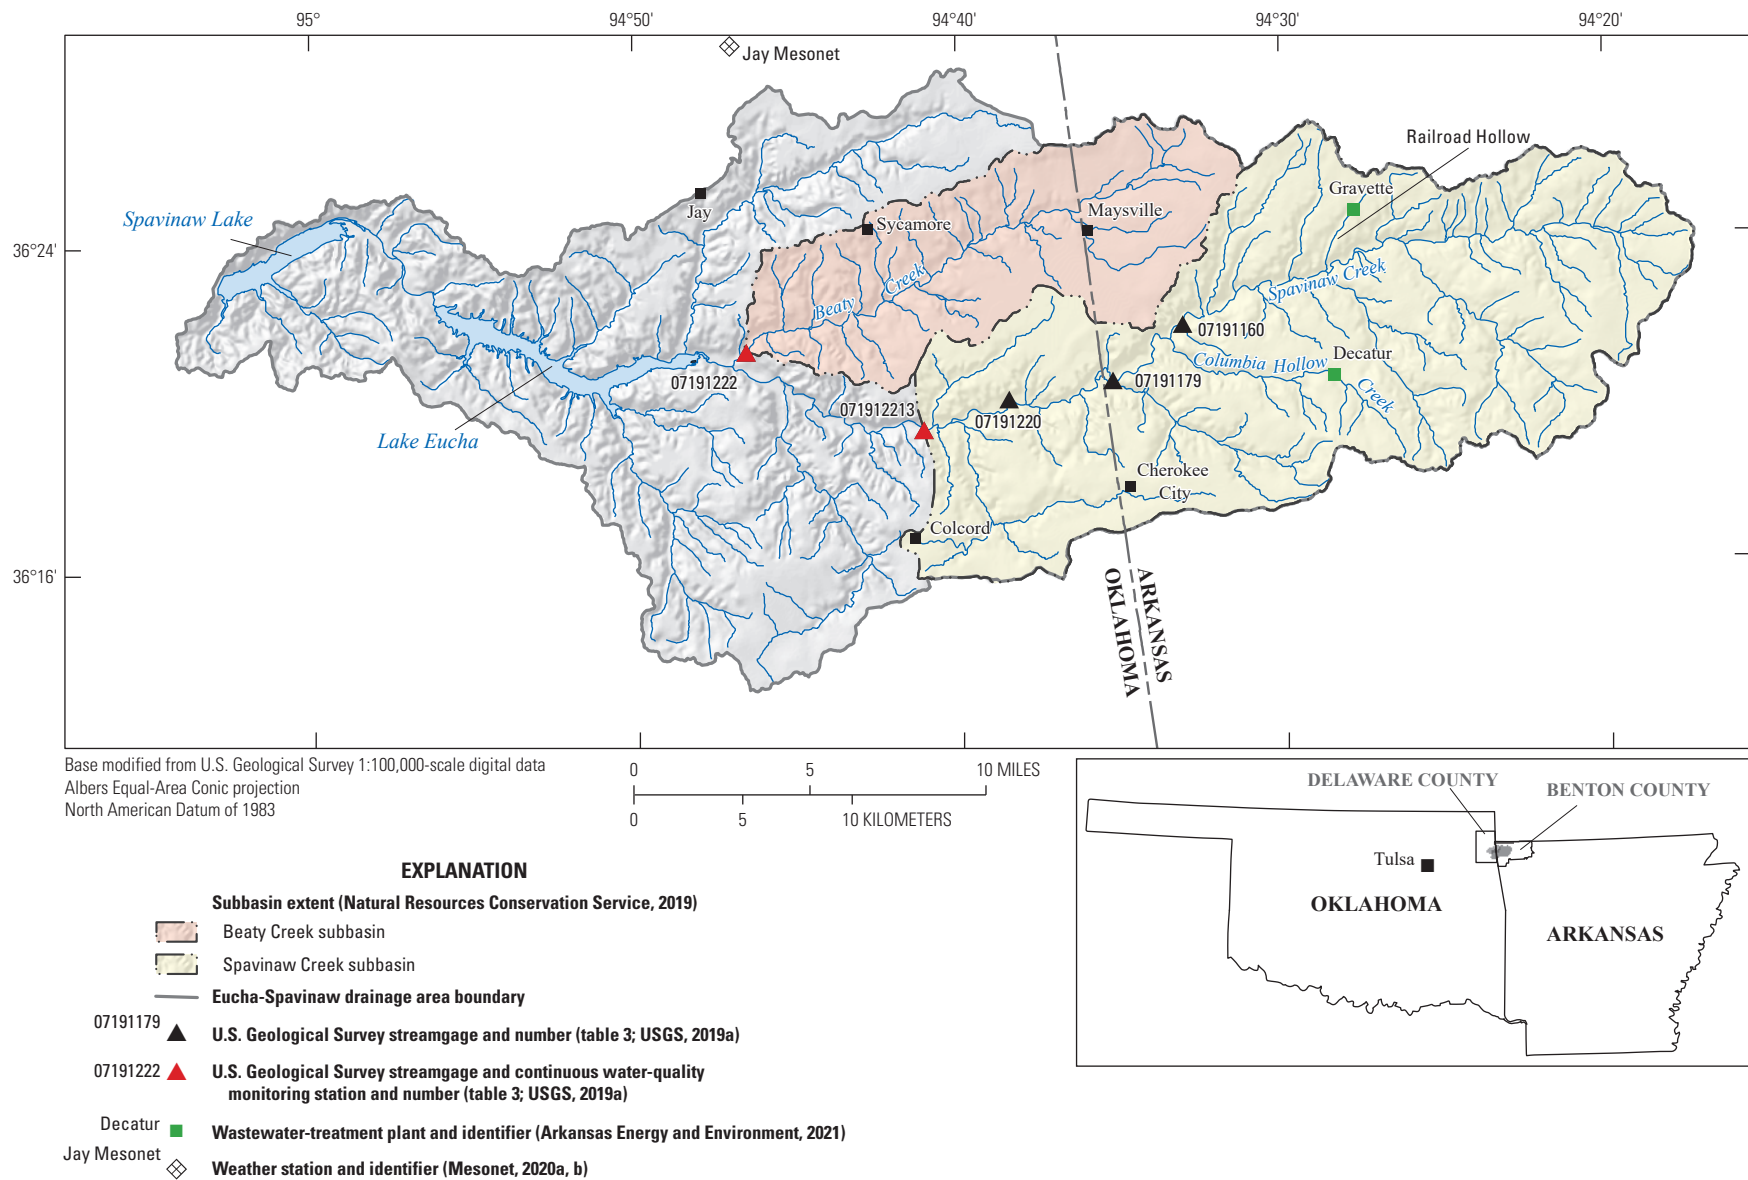 95°
94°50'
94°40'
94°30'
94°20'
Jay Mesonet
Railroad Hollow
Gravette
Jay
Maysville
Spavinaw Lake
Sycamore
36°24'
Beaty
Creek
Spavinaw Creek
07191160
Columbia Hollow
Creek
Decatur
07191222
07191179
071912213
07191220
Lake Eucha
Cherokee
City
Colcord
36°16'
OKLAHOMA
ARKANSAS
Base modified from U.S. Geological Survey 1:100,000-scale digital data
Albers Equal-Area Conic projection
North American Datum of 1983
0 5 10 MILES
0 5 10 KILOMETERS
DELAWARE COUNTY
BENTON COUNTY
Tulsa
OKLAHOMA
ARKANSAS
EXPLANATION
Subbasin extent (Natural Resources Conservation Service, 2019)
Beaty Creek subbasin
Spavinaw Creek subbasin
Eucha-Spavinaw drainage area boundary
07191179
U.S. Geological Survey streamgage and number (table 3; USGS, 2019a)
07191222
U.S. Geological Survey streamgage and continuous water-quality
monitoring station and number (table 3; USGS, 2019a)
Decatur
Wastewater-treatment plant and identifier (Arkansas Energy and Environment, 2021)
Jay Mesonet
Weather station and identifier (Mesonet, 2020a, b)